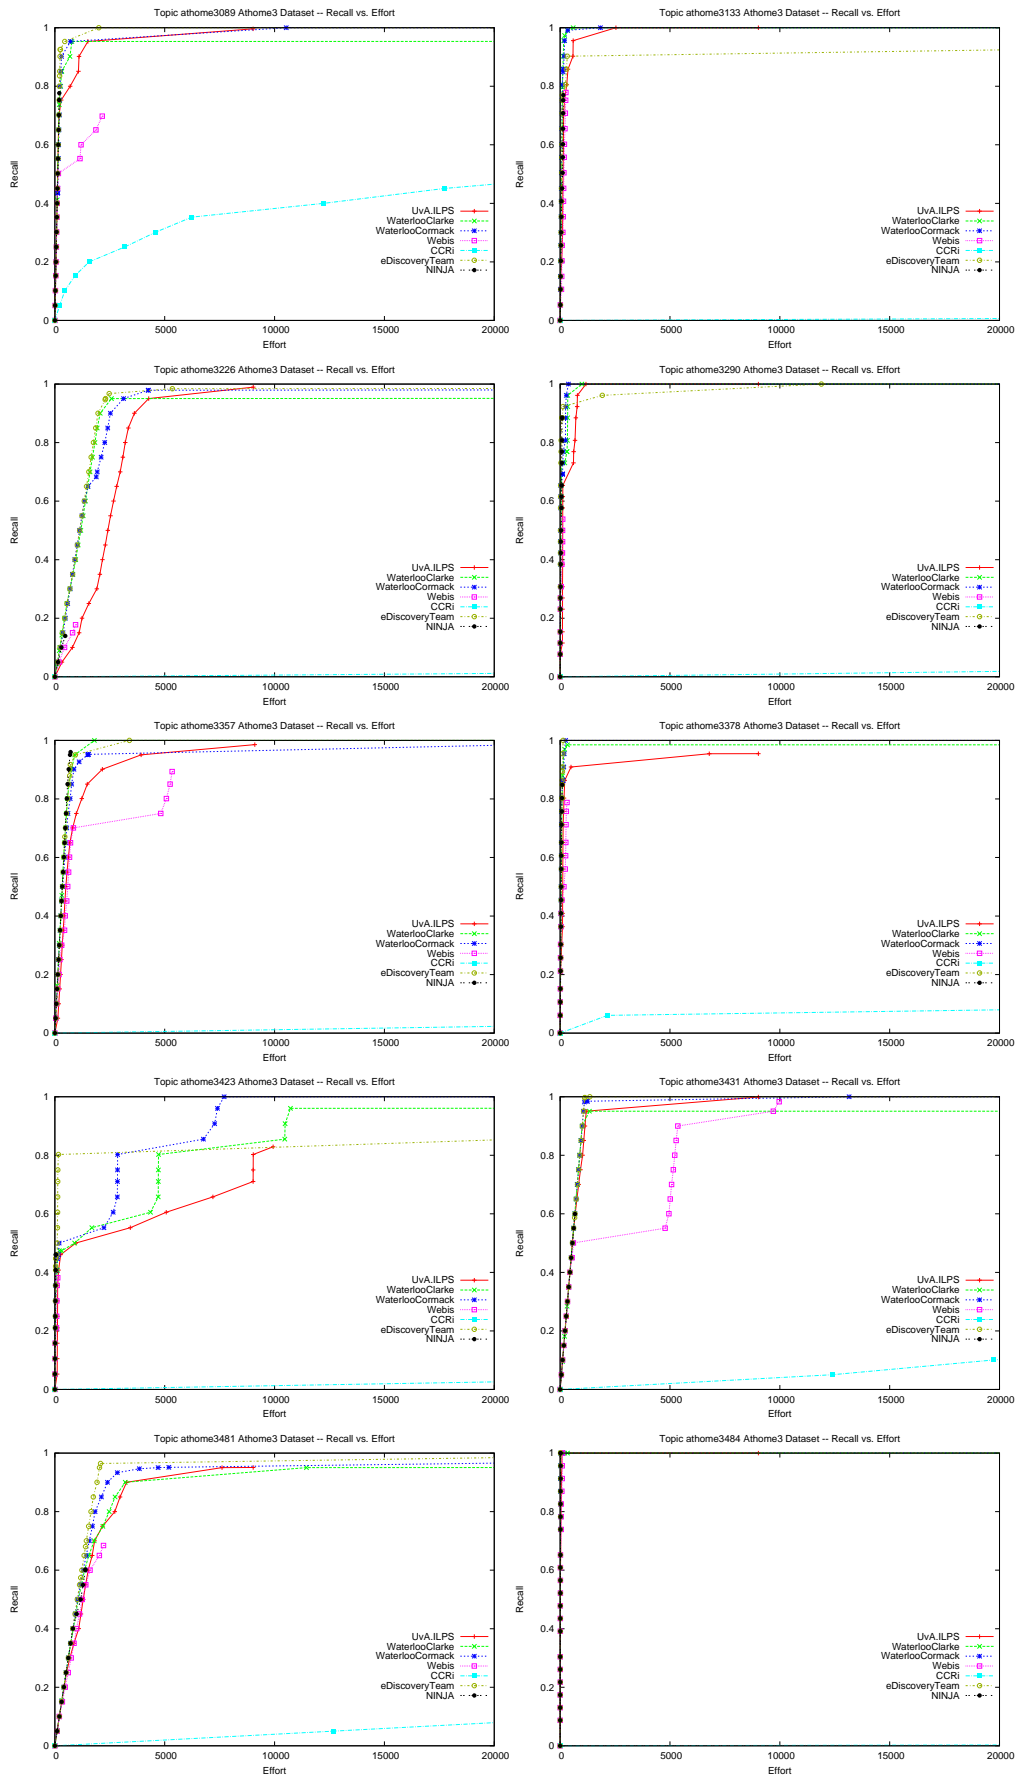 Topic athome3089 Athome3 Dataset -- Recall vs. Effort
1
0.8
0.6
0.4
0.2
0
Recall
UvA.ILPS
WaterlooClarke
WaterlooCormack
Webis
CCRi
eDiscoveryTeam
NINJA
0 5000 10000 15000 20000
Effort
Topic athome3133 Athome3 Dataset -- Recall vs. Effort
1
0.8
0.6
0.4
0.2
0
Recall
UvA.ILPS
WaterlooClarke
WaterlooCormack
Webis
CCRi
eDiscoveryTeam
NINJA
0 5000 10000 15000 20000
Effort
Topic athome3226 Athome3 Dataset -- Recall vs. Effort
1
0.8
0.6
0.4
0.2
0
Recall
UvA.ILPS
WaterlooClarke
WaterlooCormack
Webis
CCRi
eDiscoveryTeam
NINJA
0 5000 10000 15000 20000
Effort
Topic athome3290 Athome3 Dataset -- Recall vs. Effort
1
0.8
0.6
0.4
0.2
0
Recall
UvA.ILPS
WaterlooClarke
WaterlooCormack
Webis
CCRi
eDiscoveryTeam
NINJA
0 5000 10000 15000 20000
Effort
Topic athome3357 Athome3 Dataset -- Recall vs. Effort
1
0.8
0.6
0.4
0.2
0
Recall
UvA.ILPS
WaterlooClarke
WaterlooCormack
Webis
CCRi
eDiscoveryTeam
NINJA
0 5000 10000 15000 20000
Effort
Topic athome3378 Athome3 Dataset -- Recall vs. Effort
1
0.8
0.6
0.4
0.2
0
Recall
UvA.ILPS
WaterlooClarke
WaterlooCormack
Webis
CCRi
eDiscoveryTeam
NINJA
0 5000 10000 15000 20000
Effort
Topic athome3423 Athome3 Dataset -- Recall vs. Effort
1
0.8
0.6
0.4
0.2
0
Recall
UvA.ILPS
WaterlooClarke
WaterlooCormack
Webis
CCRi
eDiscoveryTeam
NINJA
0 5000 10000 15000 20000
Effort
Topic athome3431 Athome3 Dataset -- Recall vs. Effort
1
0.8
0.6
0.4
0.2
0
Recall
UvA.ILPS
WaterlooClarke
WaterlooCormack
Webis
CCRi
eDiscoveryTeam
NINJA
0 5000 10000 15000 20000
Effort
Topic athome3481 Athome3 Dataset -- Recall vs. Effort
1
0.8
0.6
0.4
0.2
0
Recall
UvA.ILPS
WaterlooClarke
WaterlooCormack
Webis
CCRi
eDiscoveryTeam
NINJA
0 5000 10000 15000 20000
Effort
Topic athome3484 Athome3 Dataset -- Recall vs. Effort
1
0.8
0.6
0.4
0.2
0
Recall
UvA.ILPS
WaterlooClarke
WaterlooCormack
Webis
CCRi
eDiscoveryTeam
NINJA
0 5000 10000 15000 20000
Effort